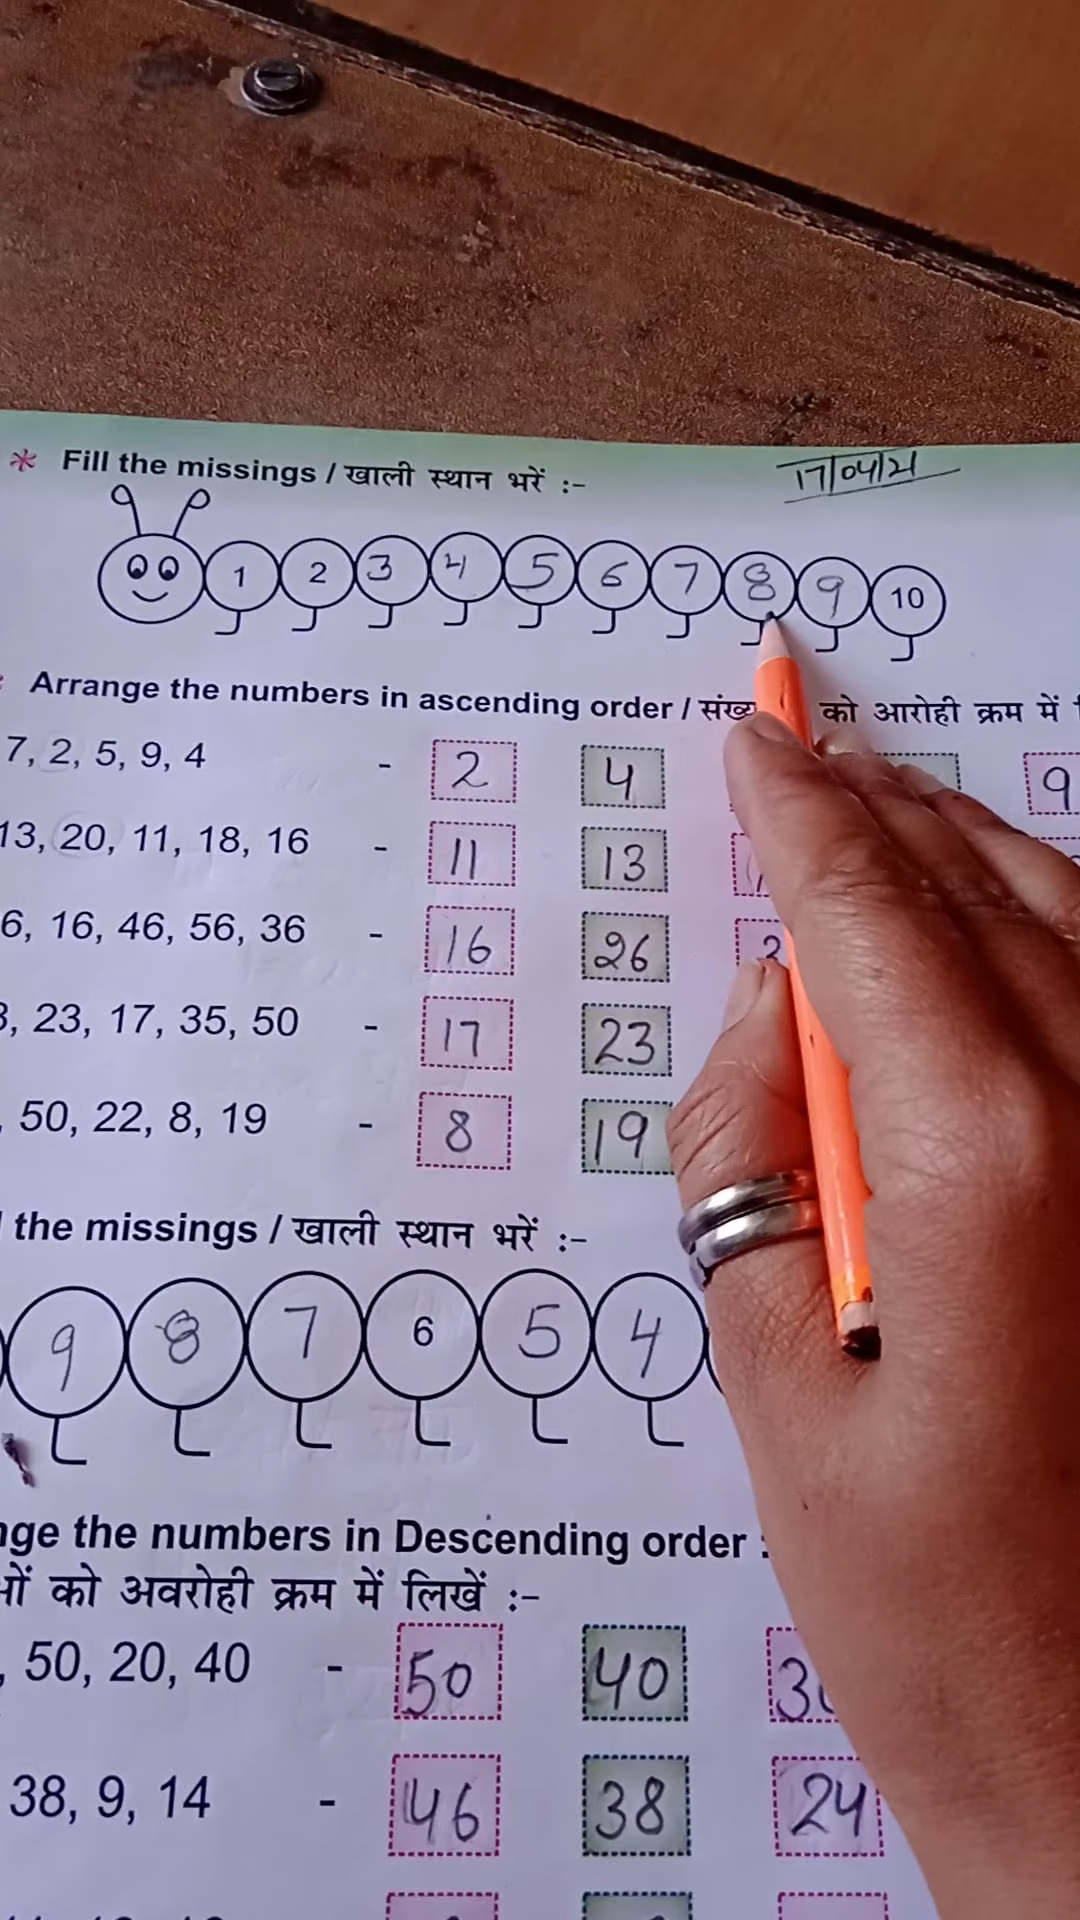 * Fill the missings / खाली स्थान भरें :-
17/04/21
1 2 3 4 5 6 7 8 9 10
Arrange the numbers in ascending order / को आरोही क्रम में
7, 2, 5, 9, 4 - 2 4 9
13, 20, 11, 18, 16 - 11 13
6, 16, 46, 56, 36 - 16 26
, 23, 17, 35, 50 - 17 23
, 50, 22, 8, 19 - 8 19
the missings / खाली स्थान भरें :-
9 8 7 6 5 4
nge the numbers in Descending order :
ओं को अवरोही क्रम में लिखें :-
, 50, 20, 40 - 50 40
38, 9, 14 - 46 38 24